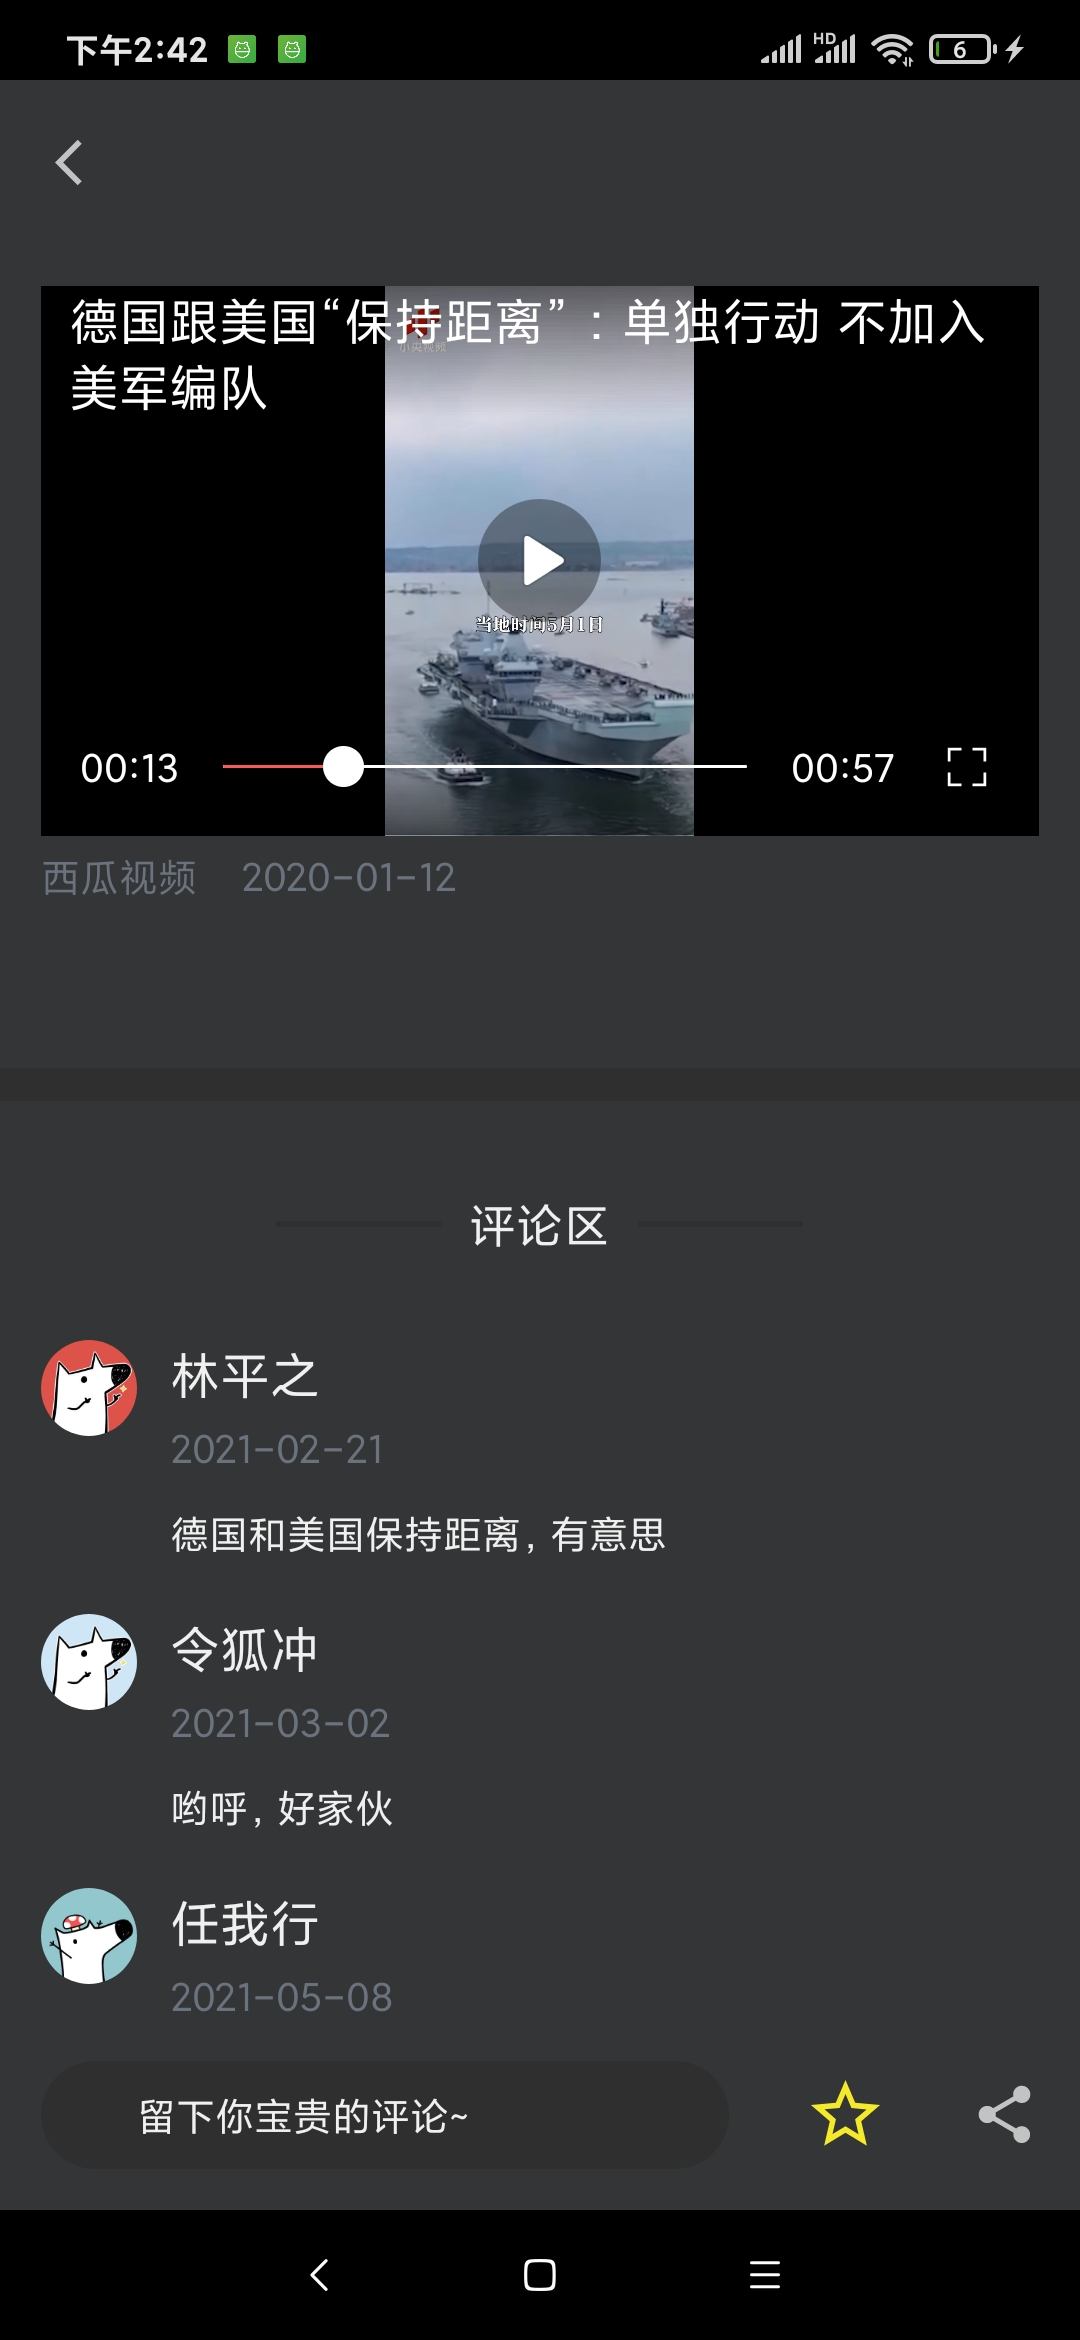 下午2:42
HD
6
德国跟美国“保持距离”：单独行动 不加入
美军编队
小央视频
当地时间5月1日
00:13
00:57
西瓜视频 2020-01-12
评论区
林平之
2021-02-21
德国和美国保持距离，有意思
令狐冲
2021-03-02
哟呼，好家伙
任我行
2021-05-08
留下你宝贵的评论~